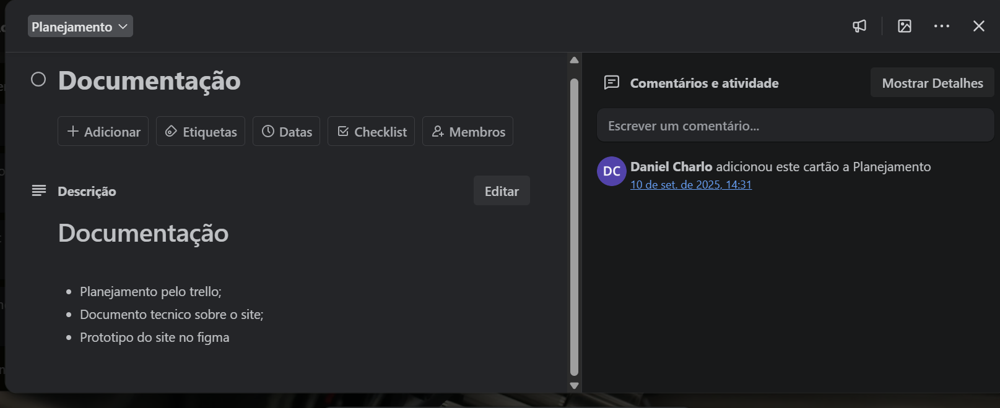 Planejamento
Documentação
Adicionar
Etiquetas
Datas
Checklist
Membros
Descrição
Editar
Documentação
• Planejamento pelo trello;
• Documento tecnico sobre o site;
• Prototipo do site no figma
Comentários e atividade
Mostrar Detalhes
Escrever um comentário...
DC
Daniel Charlo adicionou este cartão a Planejamento
10 de set. de 2025, 14:31